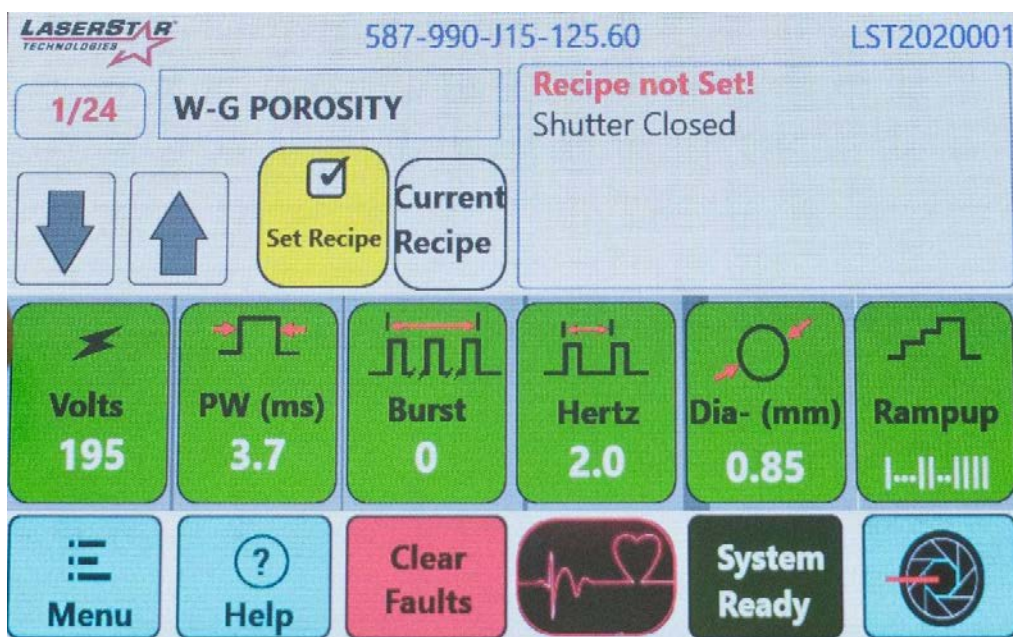 LASERSTAR
TECHNOLOGIES
587-990-J15-125.60
LST2020001
1/24
W-G POROSITY
Recipe not Set!
Shutter Closed
Set Recipe
Current
Recipe
Volts
195
PW (ms)
3.7
Burst
0
Hertz
2.0
Dia- (mm)
0.85
Rampup
Menu
?
Help
Clear
Faults
System
Ready